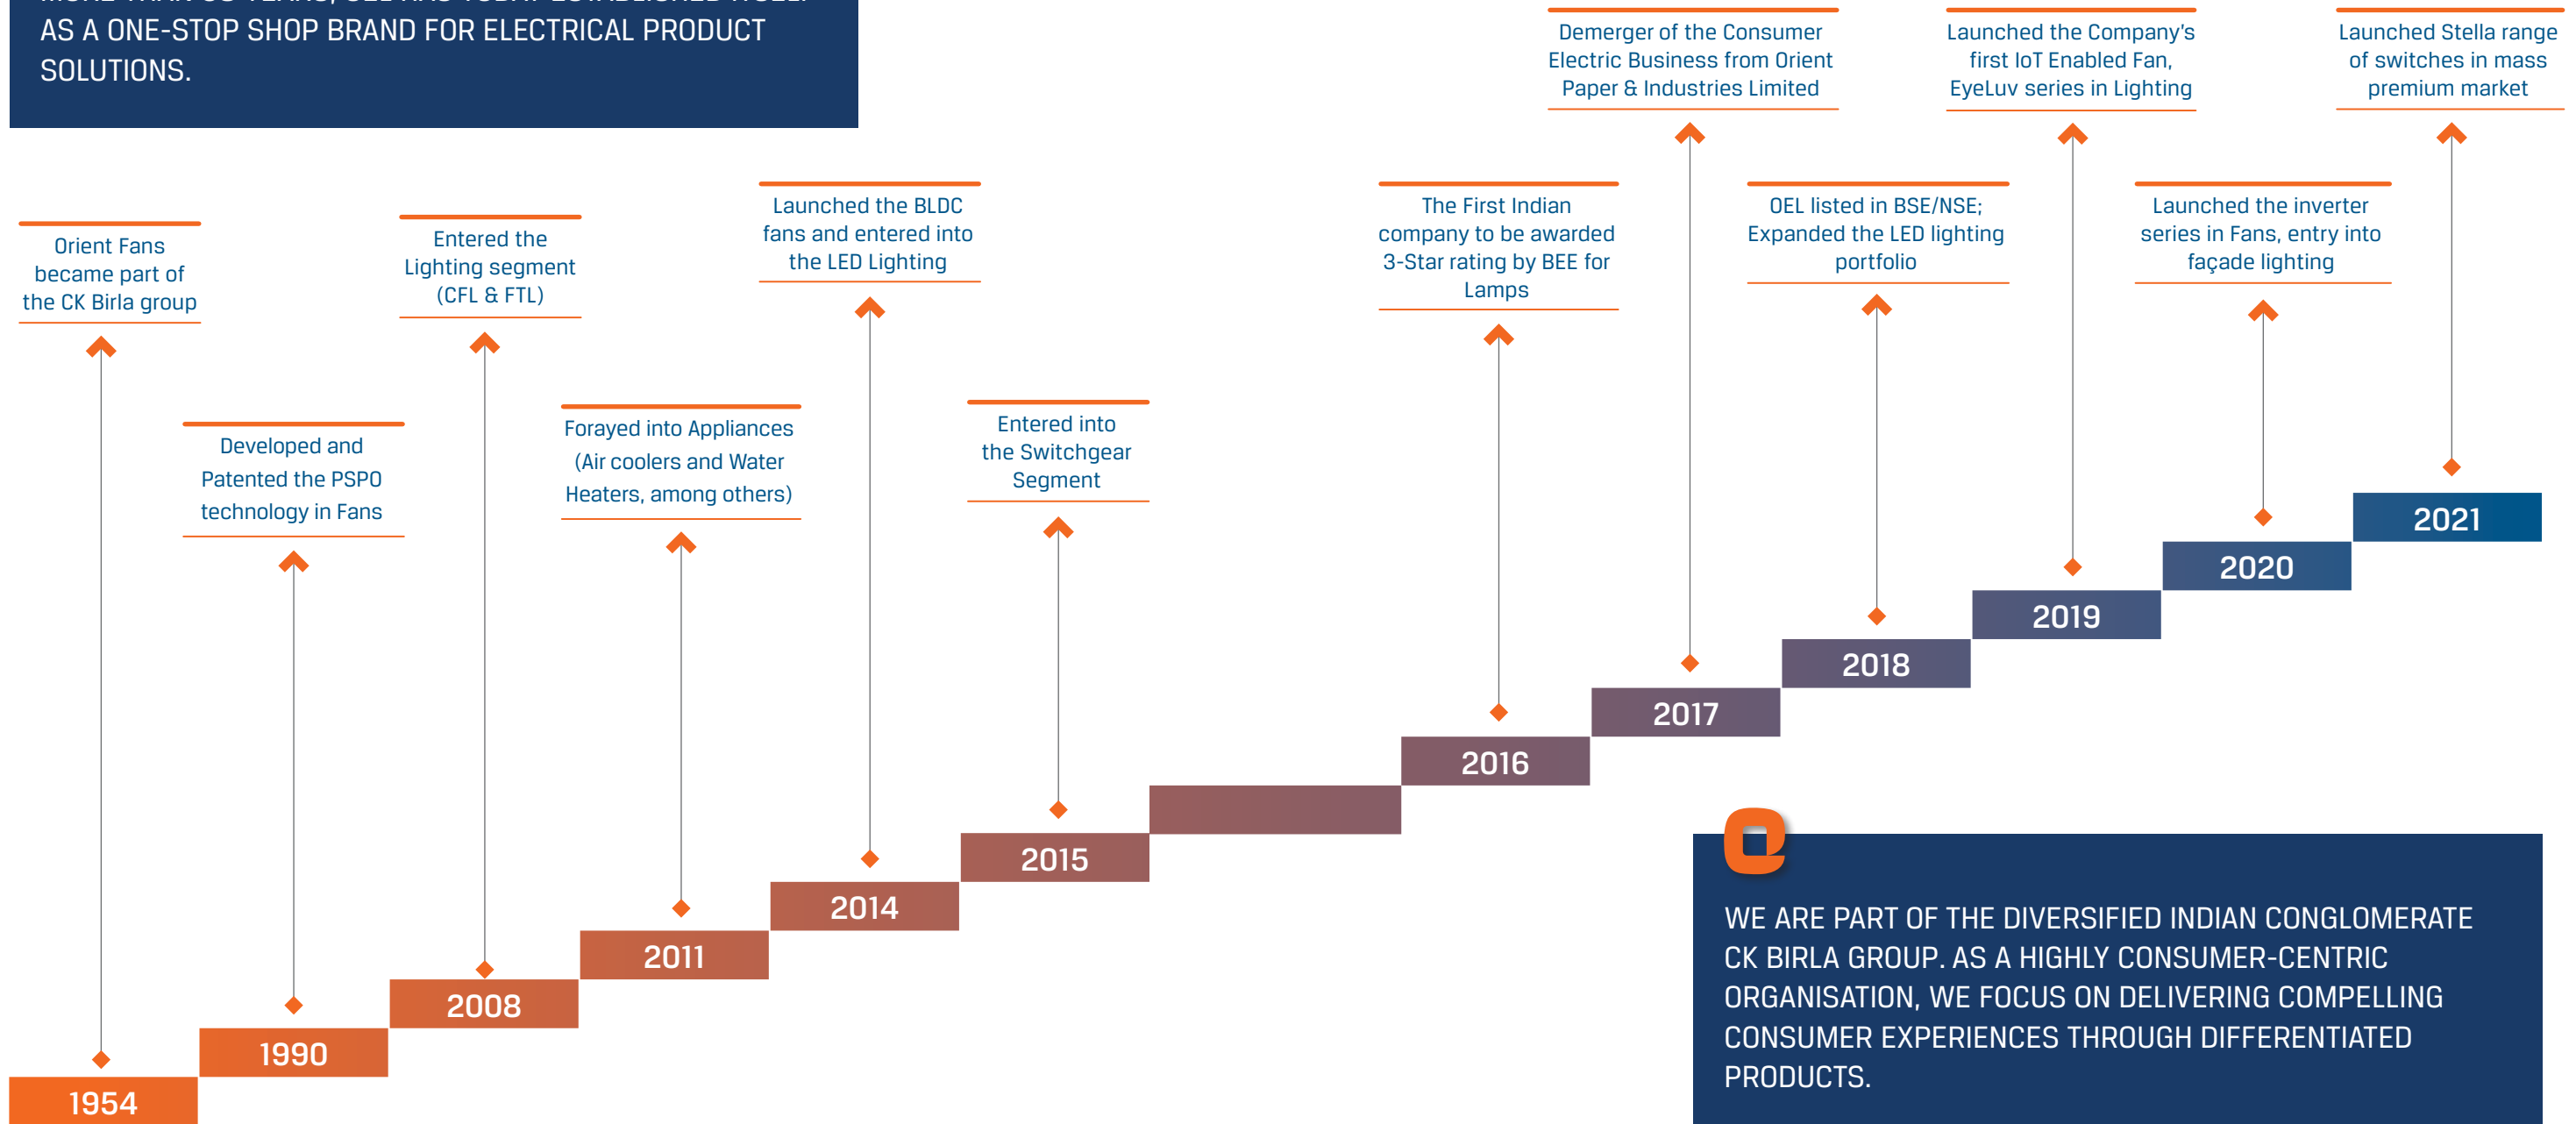 AS A ONE-STOP SHOP BRAND FOR ELECTRICAL PRODUCT
SOLUTIONS.
Orient Fans
became part of
the CK Birla group
1954
Developed and
Patented the PSPO
technology in Fans
1990
Entered the
Lighting segment
(CFL & FTL)
2008
Forayed into Appliances
(Air coolers and Water
Heaters, among others)
2011
Launched the BLDC
fans and entered into
the LED Lighting
2014
Entered into
the Switchgear
Segment
2015
The First Indian
company to be awarded
3-Star rating by BEE for
Lamps
2016
Demerger of the Consumer
Electric Business from Orient
Paper & Industries Limited
2017
OEL listed in BSE/NSE;
Expanded the LED lighting
portfolio
2018
Launched the Company's
first IoT Enabled Fan,
EyeLuv series in Lighting
2019
Launched the inverter
series in Fans, entry into
façade lighting
2020
Launched Stella range
of switches in mass
premium market
2021
WE ARE PART OF THE DIVERSIFIED INDIAN CONGLOMERATE
CK BIRLA GROUP. AS A HIGHLY CONSUMER-CENTRIC
ORGANISATION, WE FOCUS ON DELIVERING COMPELLING
CONSUMER EXPERIENCES THROUGH DIFFERENTIATED
PRODUCTS.